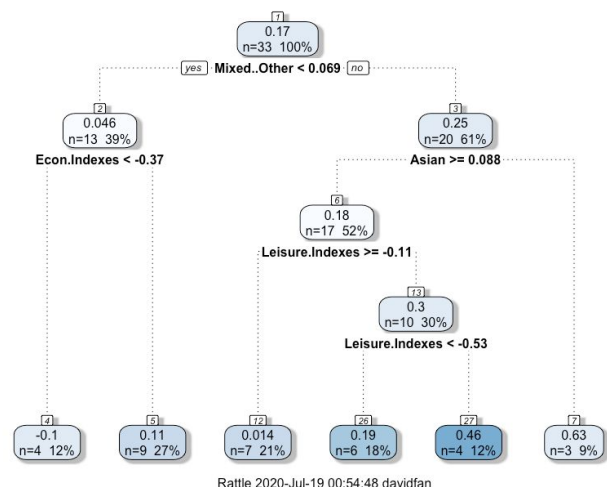 1
0.17
n=33 100%
yes Mixed..Other < 0.069 no
2
0.046
n=13 39%
Econ.Indexes < -0.37
3
0.25
n=20 61%
Asian >= 0.088
6
0.18
n=17 52%
Leisure.Indexes >= -0.11
13
0.3
n=10 30%
Leisure.Indexes < -0.53
4
-0.1
n=4 12%
5
0.11
n=9 27%
12
0.014
n=7 21%
26
0.19
n=6 18%
27
0.46
n=4 12%
7
0.63
n=3 9%
Rattle 2020-Jul-19 00:54:48 davidfan